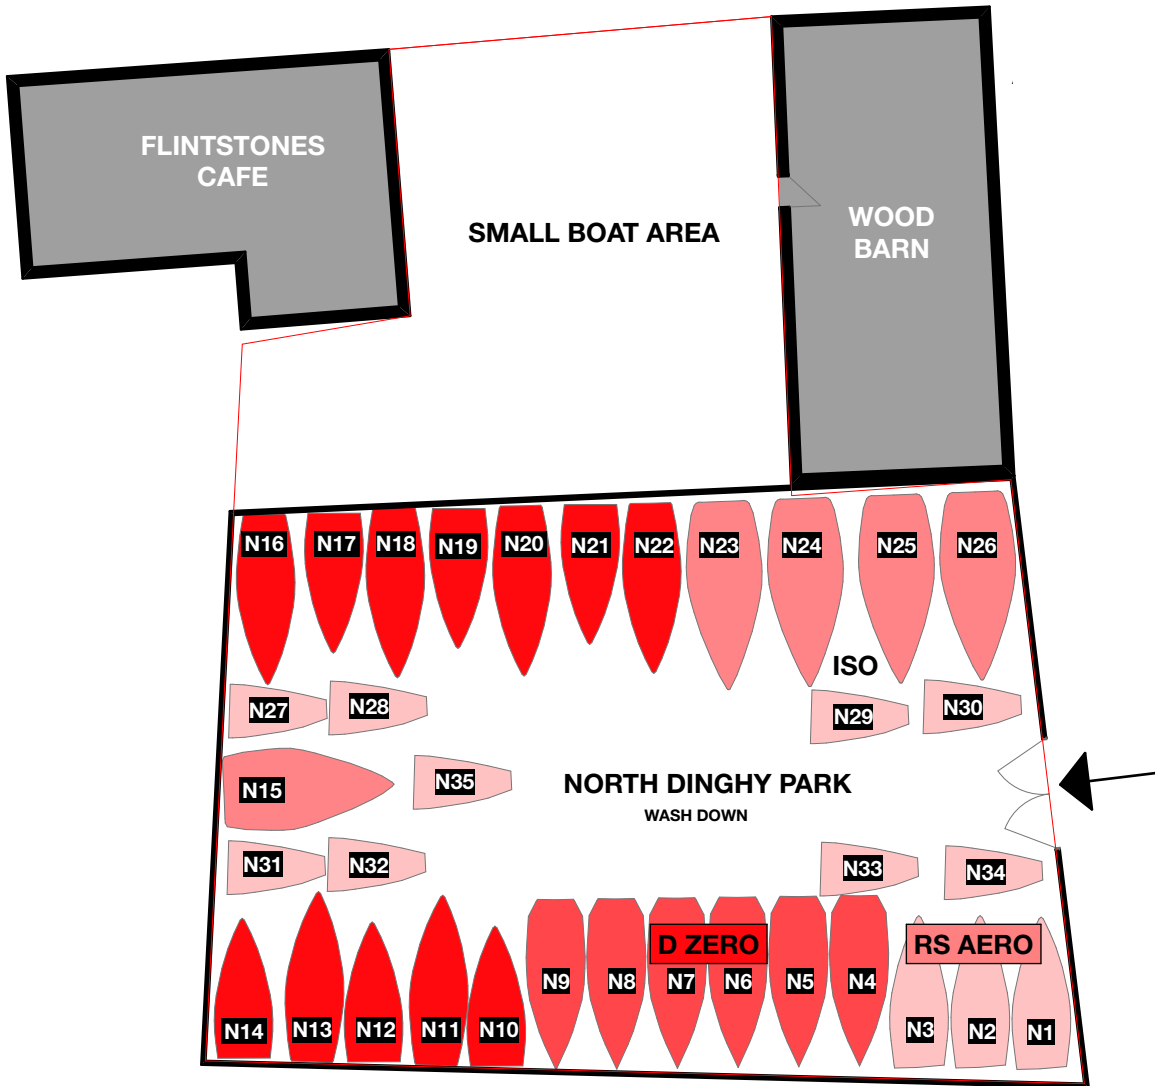 FLINTSTONES
CAFE
SMALL BOAT AREA
WOOD
BARN
N16
N17
N18
N19
N20
N21
N22
N23
N24
N25
N26
ISO
N27
N28
N29
N30
N15
N35
NORTH DINGHY PARK
WASH DOWN
N31
N32
N33
N34
D ZERO
RS AERO
N9
N8
N7
N6
N5
N4
N14
N13
N12
N11
N10
N3
N2
N1